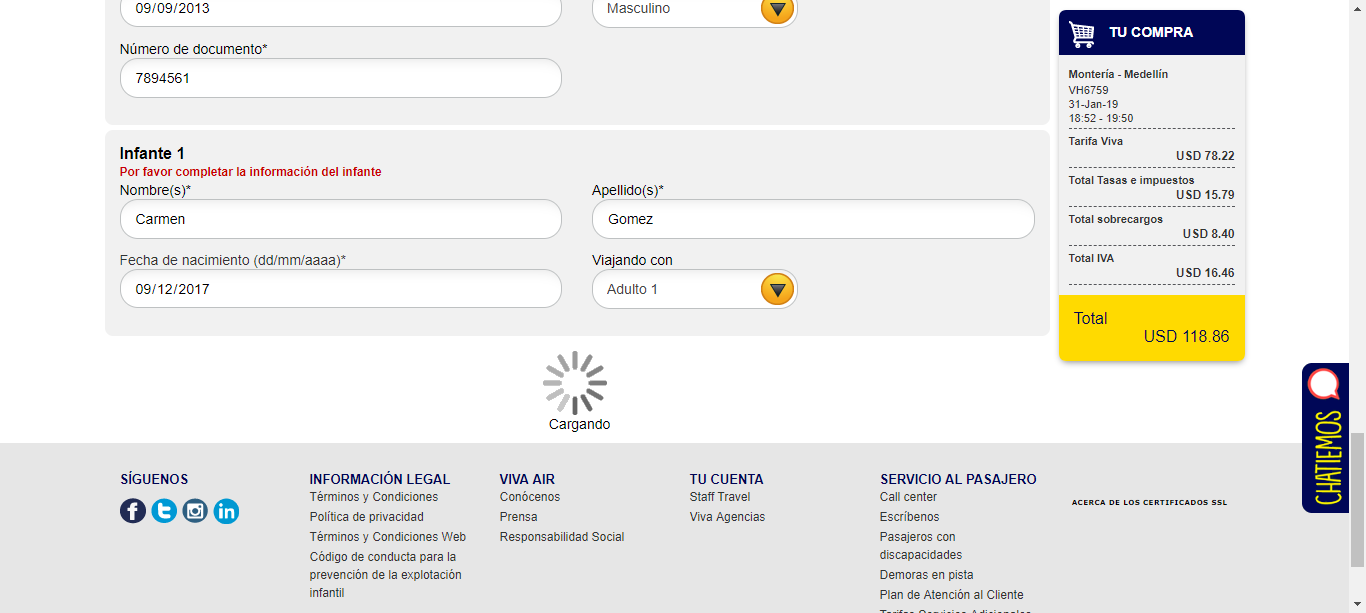 09/09/2013
Masculino
Número de documento*
7894561
Infante 1
Por favor completar la información del infante
Nombre(s)*
Apellido(s)*
Carmen
Gomez
Fecha de nacimiento (dd/mm/aaaa)*
Viajando con
09/12/2017
Adulto 1
Cargando
TU COMPRA
Montería - Medellín
VH6759
31-Jan-19
18:52 - 19:50
Tarifa Viva
USD 78.22
Total Tasas e impuestos
USD 15.79
Total sobrecargos
USD 8.40
Total IVA
USD 16.46
Total
USD 118.86
CHATIEMOS
SÍGUENOS
INFORMACIÓN LEGAL
Términos y Condiciones
Política de privacidad
Términos y Condiciones Web
Código de conducta para la
prevención de la explotación
infantil
VIVA AIR
Conócenos
Prensa
Responsabilidad Social
TU CUENTA
Staff Travel
Viva Agencias
SERVICIO AL PASAJERO
Call center
Escríbenos
Pasajeros con
discapacidades
Demoras en pista
Plan de Atención al Cliente
Tarifas Servicios Adicionales
ACERCA DE LOS CERTIFICADOS SSL